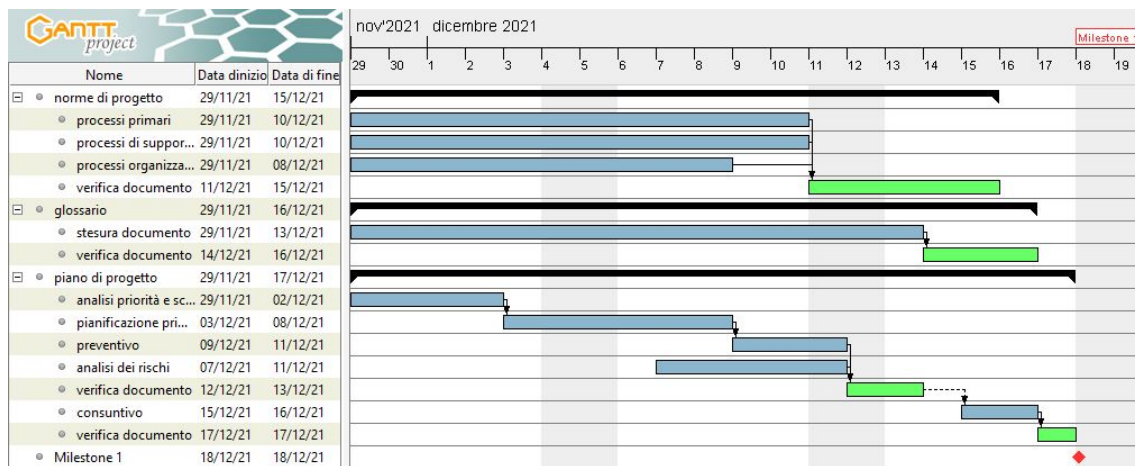 GANTT
project
nov'2021 dicembre 2021
Milestone 1
Nome Data dinizio Data di fine
29 30 1 2 3 4 5 6 7 8 9 10 11 12 13 14 15 16 17 18 19
norme di progetto 29/11/21 15/12/21
processi primari 29/11/21 10/12/21
processi di suppor... 29/11/21 10/12/21
processi organizza... 29/11/21 08/12/21
verifica documento 11/12/21 15/12/21
glossario 29/11/21 16/12/21
stesura documento 29/11/21 13/12/21
verifica documento 14/12/21 16/12/21
piano di progetto 29/11/21 17/12/21
analisi priorità e sc... 29/11/21 02/12/21
pianificazione pri... 03/12/21 08/12/21
preventivo 09/12/21 11/12/21
analisi dei rischi 07/12/21 11/12/21
verifica documento 12/12/21 13/12/21
consuntivo 15/12/21 16/12/21
verifica documento 17/12/21 17/12/21
Milestone 1 18/12/21 18/12/21